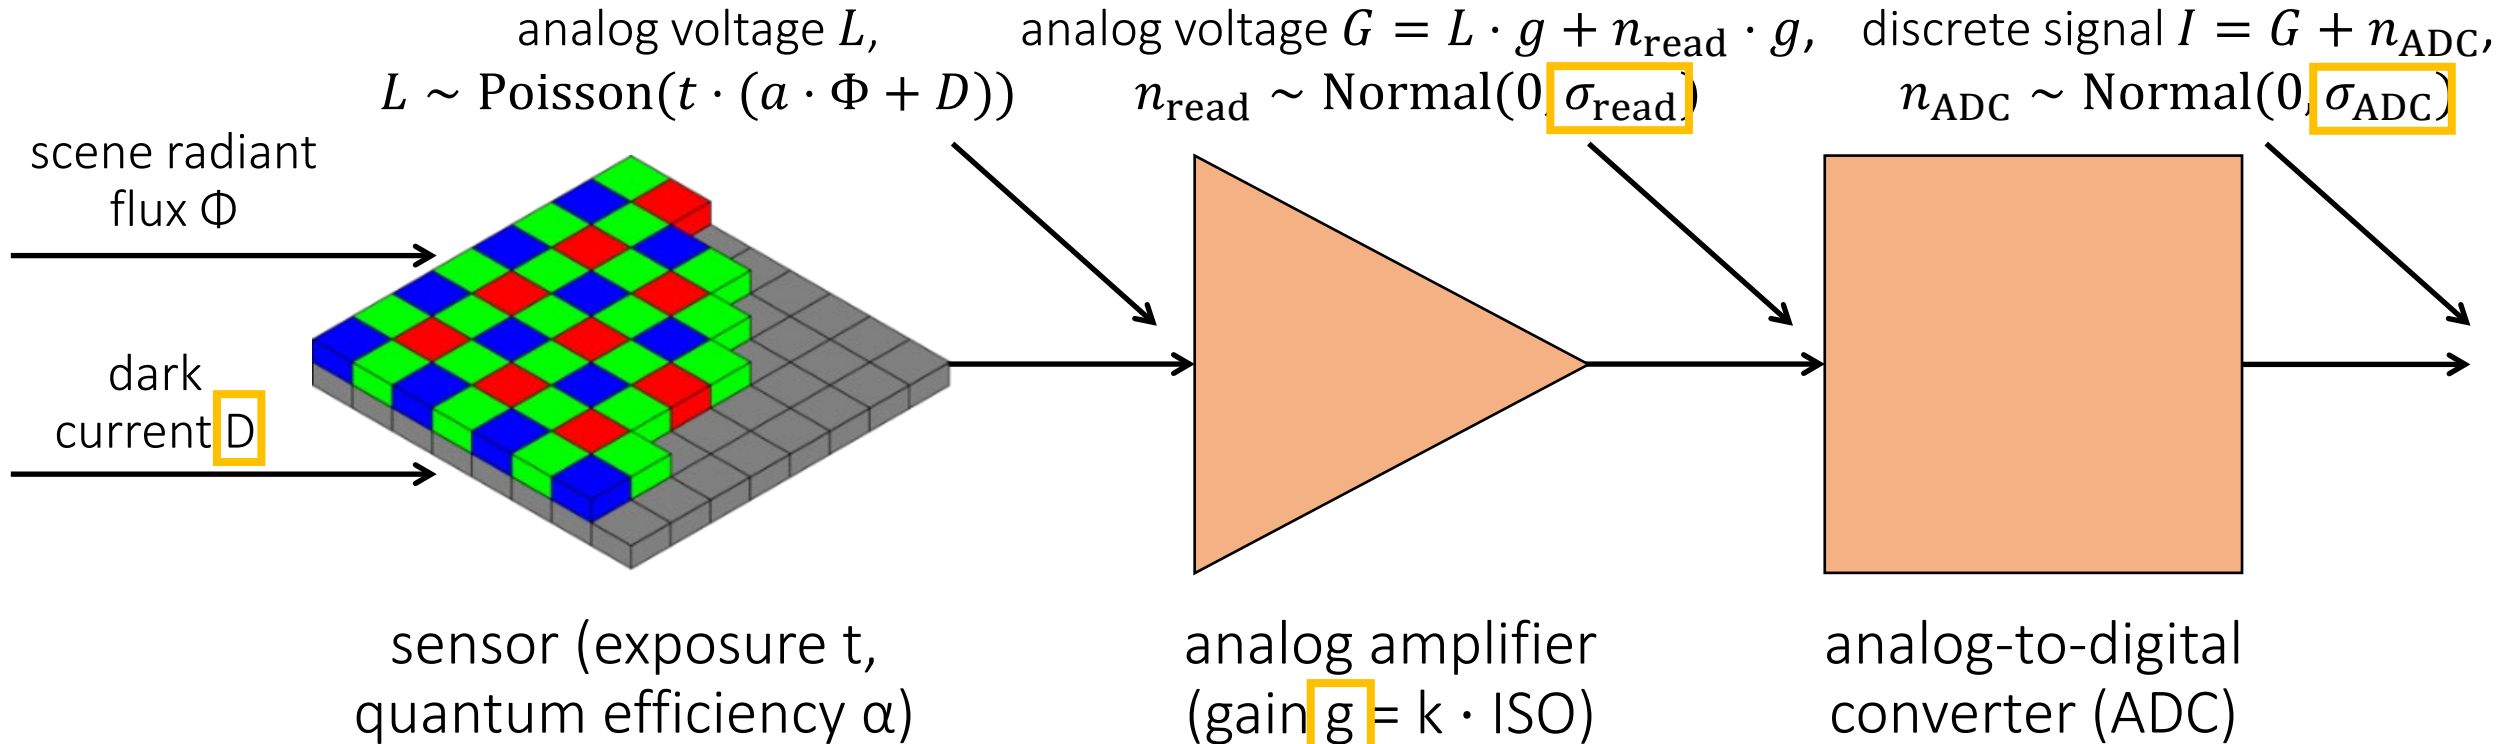 analog voltage L,
L ~ Poisson(t · (a · Φ + D))
analog voltage G = L · g + n_read · g,
n_read ~ Normal(0, σ_read)
discrete signal I = G + n_ADC,
n_ADC ~ Normal(0, σ_ADC)
scene radiant
flux Φ
dark
current D
sensor (exposure t,
quantum efficiency α)
analog amplifier
(gain g = k · ISO)
analog-to-digital
converter (ADC)